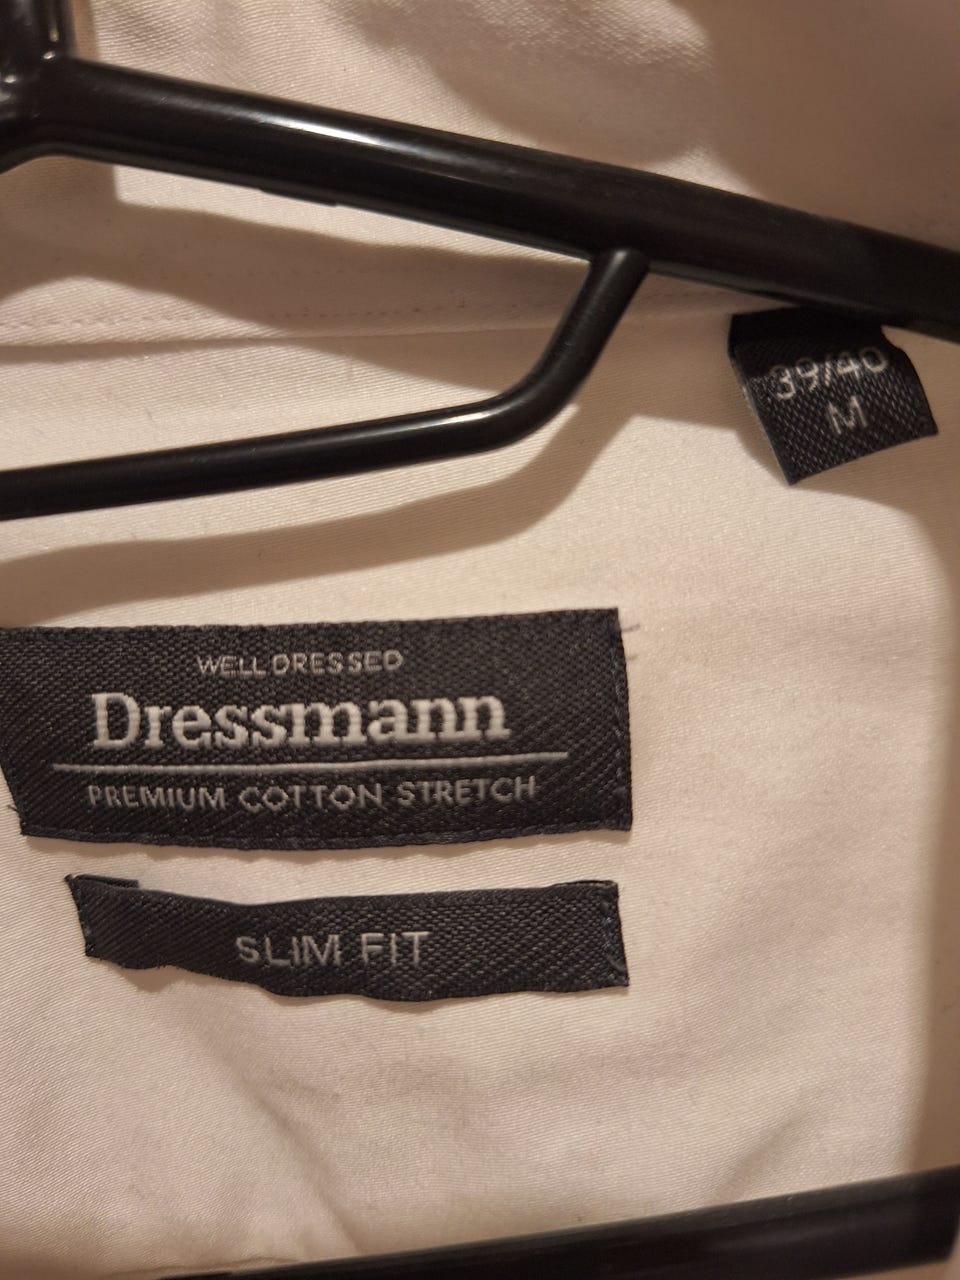 39/40
M
WELL DRESSED
Dressmann
PREMIUM COTTON STRETCH
SLIM FIT